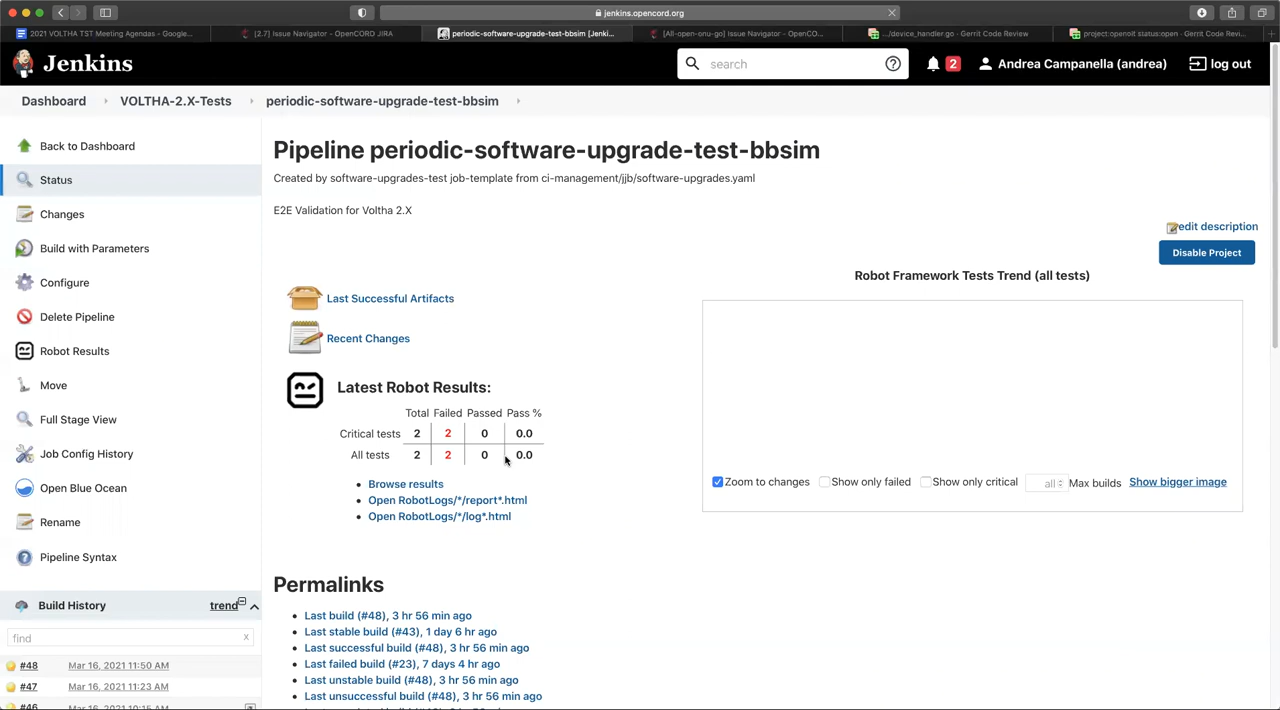 jenkins.opencord.org
2021 VOLTHA TST Meeting Agendas - Google...
[2.7] Issue Navigator - OpenCORD JIRA
periodic-software-upgrade-test-bbsim [Jenki...
[All-open-onu-go] Issue Navigator - OpenCO...
.../device_handler.go · Gerrit Code Review
project:openolt status:open · Gerrit Code Revi...
Jenkins
search
2
Andrea Campanella (andrea)
log out
Dashboard
VOLTHA-2.X-Tests
periodic-software-upgrade-test-bbsim
Back to Dashboard
Status
Changes
Build with Parameters
Configure
Delete Pipeline
Robot Results
Move
Full Stage View
Job Config History
Open Blue Ocean
Rename
Pipeline Syntax
Build History
trend
find
x
#48 Mar 16, 2021 11:50 AM
#47 Mar 16, 2021 11:23 AM
#46 Mar 16, 2021 10:15 AM
Pipeline periodic-software-upgrade-test-bbsim
Created by software-upgrades-test job-template from ci-management/jjb/software-upgrades.yaml
E2E Validation for Voltha 2.X
edit description
Disable Project
Last Successful Artifacts
Recent Changes
Latest Robot Results:
Total Failed Passed Pass %
Critical tests 2 2 0 0.0
All tests 2 2 0 0.0
Browse results
Open RobotLogs/*/report*.html
Open RobotLogs/*/log*.html
Robot Framework Tests Trend (all tests)
Zoom to changes Show only failed Show only critical all Max builds Show bigger image
Permalinks
Last build (#48), 3 hr 56 min ago
Last stable build (#43), 1 day 6 hr ago
Last successful build (#48), 3 hr 56 min ago
Last failed build (#23), 7 days 4 hr ago
Last unstable build (#48), 3 hr 56 min ago
Last unsuccessful build (#48), 3 hr 56 min ago